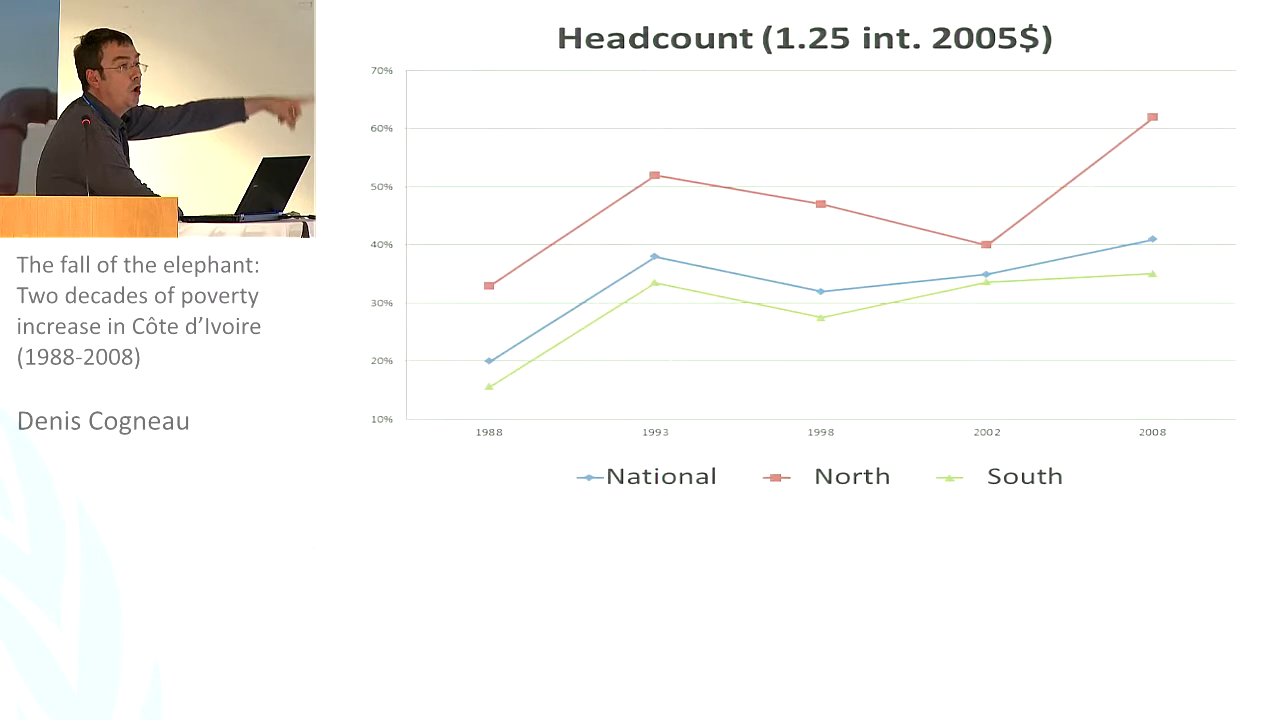 Headcount (1.25 int. 2005$)
70%
60%
50%
40%
30%
20%
10%
1988 1993 1998 2002 2008
National North South
The fall of the elephant:
Two decades of poverty
increase in Côte d’Ivoire
(1988-2008)
Denis Cogneau